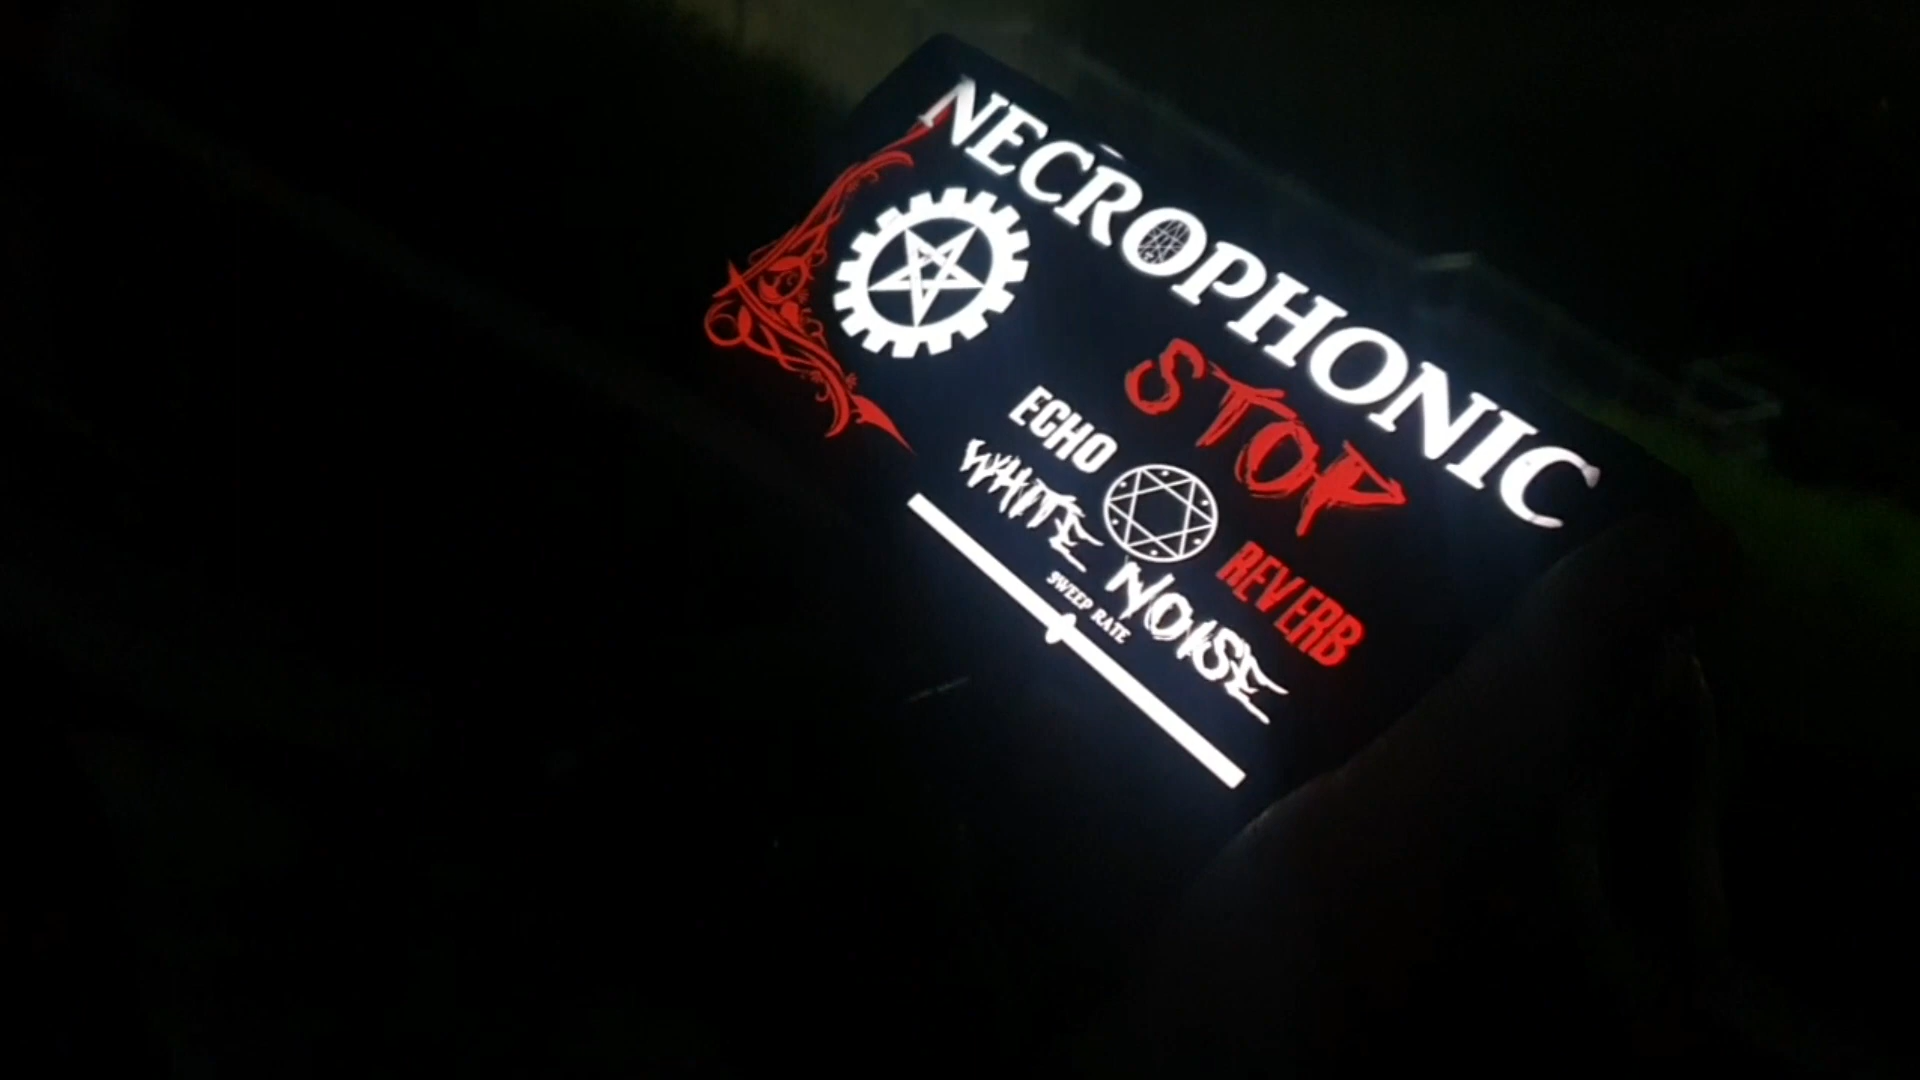 NECROPHONIC
STOP
ECHO
REVERB
WHITE NOISE
SWEEP RATE